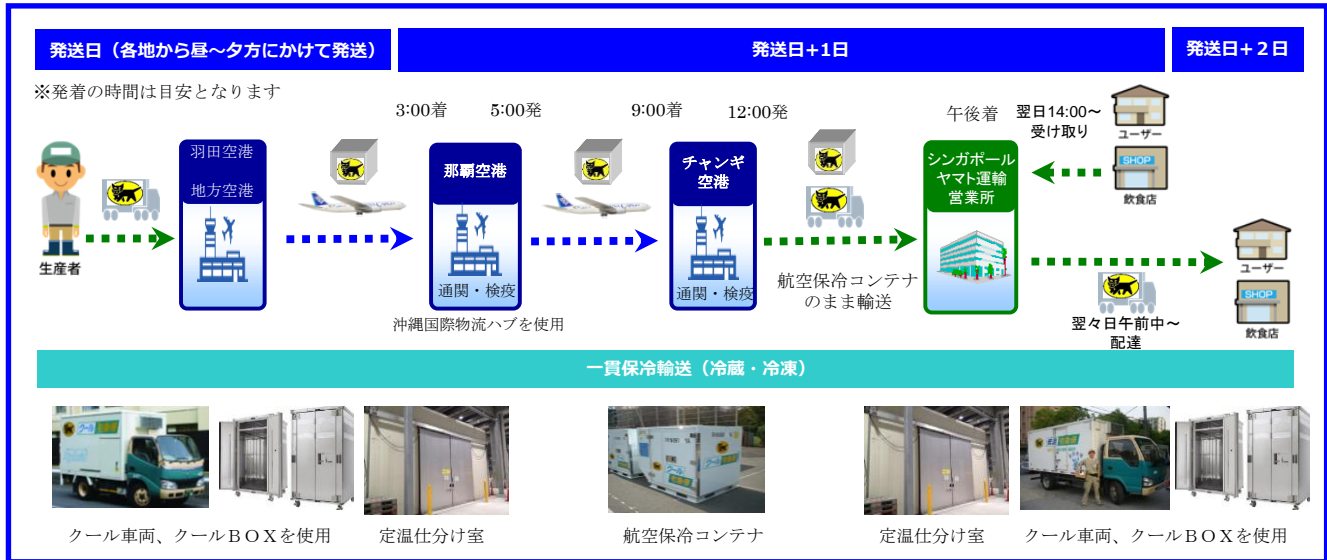 発送日（各地から昼～夕方にかけて発送）
発送日+1日
発送日+２日
※発着の時間は目安となります
3:00着
5:00発
9:00着
12:00発
午後着
翌日14:00～
受け取り
ユーザー
SHOP
飲食店
生産者
羽田空港
地方空港
那覇空港
通関・検疫
沖縄国際物流ハブを使用
チャンギ
空港
通関・検疫
航空保冷コンテナ
のまま輸送
シンガポール
ヤマト運輸
営業所
翌々日午前中～
配達
ユーザー
SHOP
飲食店
一貫保冷輸送（冷蔵・冷凍）
クール
クール車両、クールＢＯＸを使用
定温仕分け室
航空保冷コンテナ
定温仕分け室
クール車両、クールＢＯＸを使用